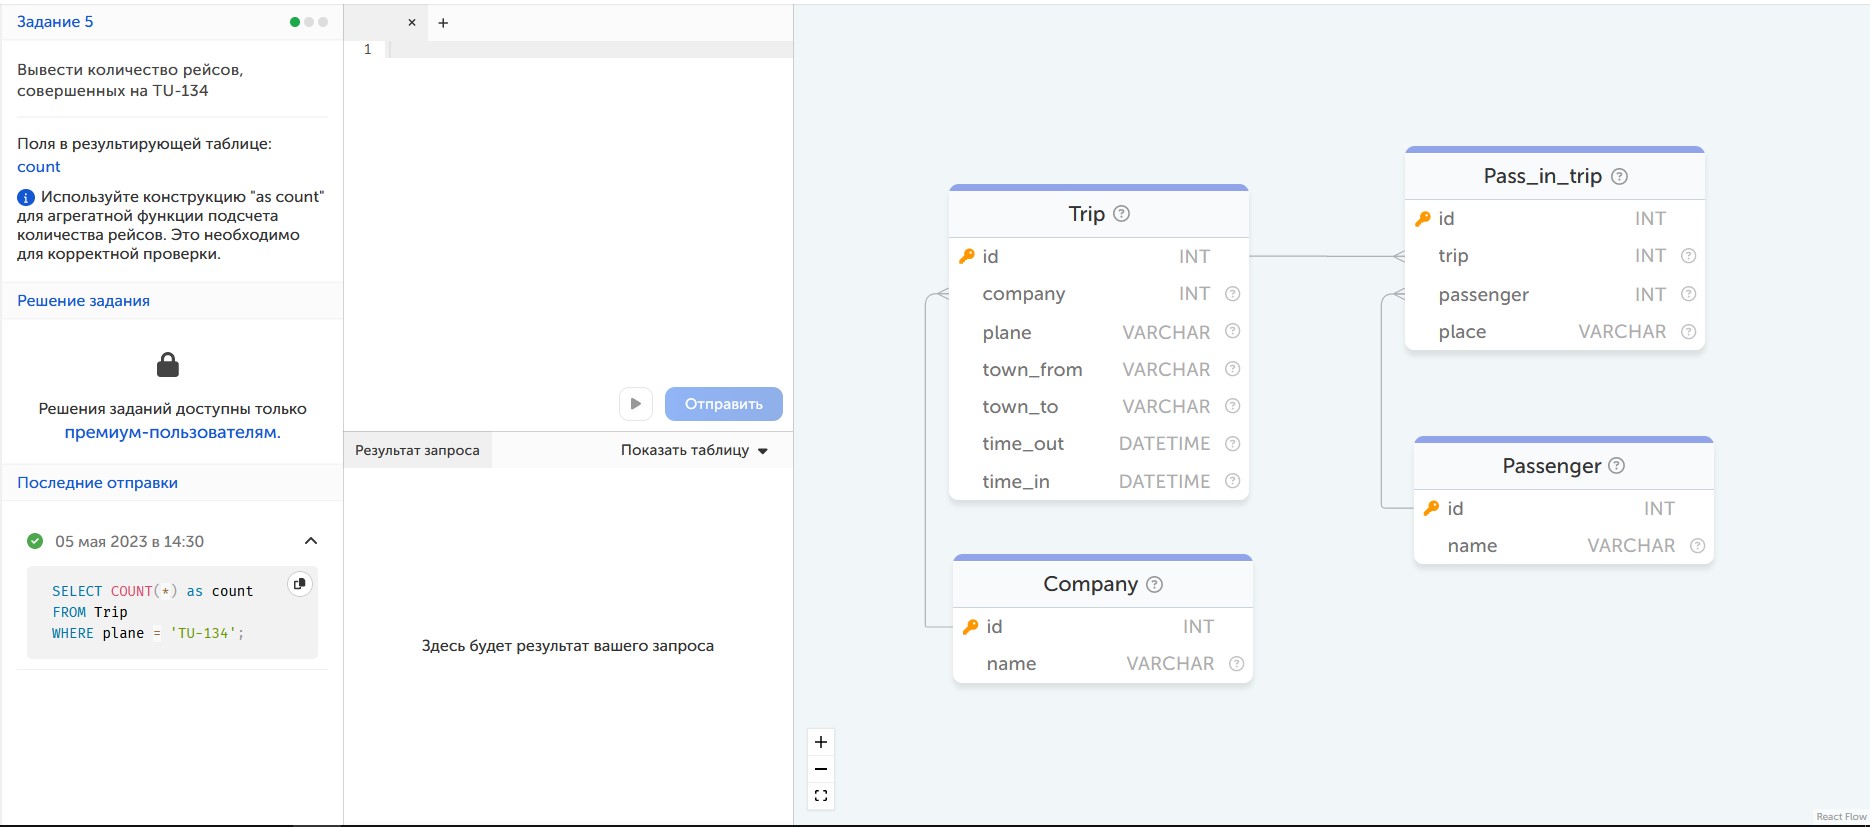 Задание 5
Вывести количество рейсов,
совершенных на TU-134
Поля в результирующей таблице:
count
Используйте конструкцию "as count"
для агрегатной функции подсчета
количества рейсов. Это необходимо
для корректной проверки.
Решение задания
Решения заданий доступны только
премиум-пользователям.
Последние отправки
05 мая 2023 в 14:30
SELECT COUNT(*) as count
FROM Trip
WHERE plane = 'TU-134';
1
Отправить
Результат запроса
Показать таблицу
Здесь будет результат вашего запроса
Trip
id INT
company INT
plane VARCHAR
town_from VARCHAR
town_to VARCHAR
time_out DATETIME
time_in DATETIME
Company
id INT
name VARCHAR
Pass_in_trip
id INT
trip INT
passenger INT
place VARCHAR
Passenger
id INT
name VARCHAR
React Flow